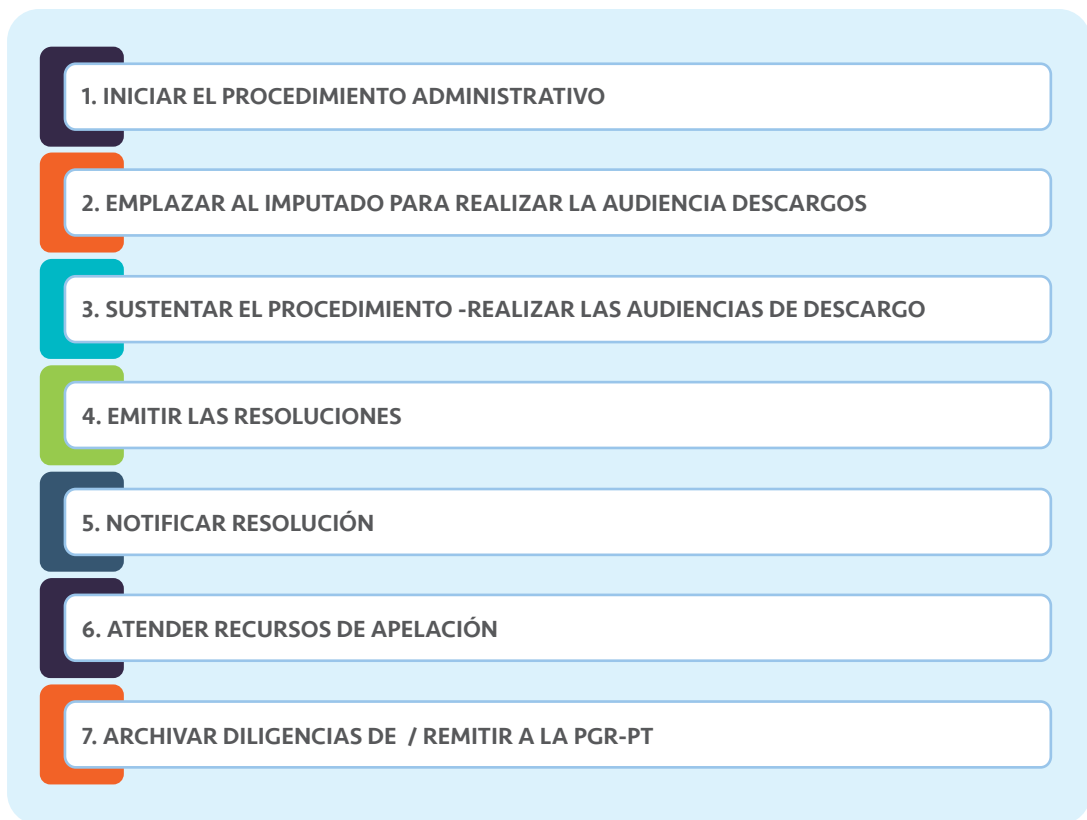 1. INICIAR EL PROCEDIMIENTO ADMINISTRATIVO
2. EMPLAZAR AL IMPUTADO PARA REALIZAR LA AUDIENCIA DESCARGOS
3. SUSTENTAR EL PROCEDIMIENTO -REALIZAR LAS AUDIENCIAS DE DESCARGO
4. EMITIR LAS RESOLUCIONES
5. NOTIFICAR RESOLUCIÓN
6. ATENDER RECURSOS DE APELACIÓN
7. ARCHIVAR DILIGENCIAS DE / REMITIR A LA PGR-PT